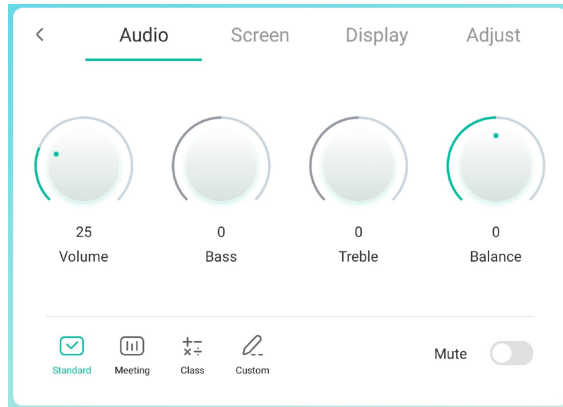 Audio Screen Display Adjust
25 0 0 0
Volume Bass Treble Balance
Standard Meeting Class Custom Mute